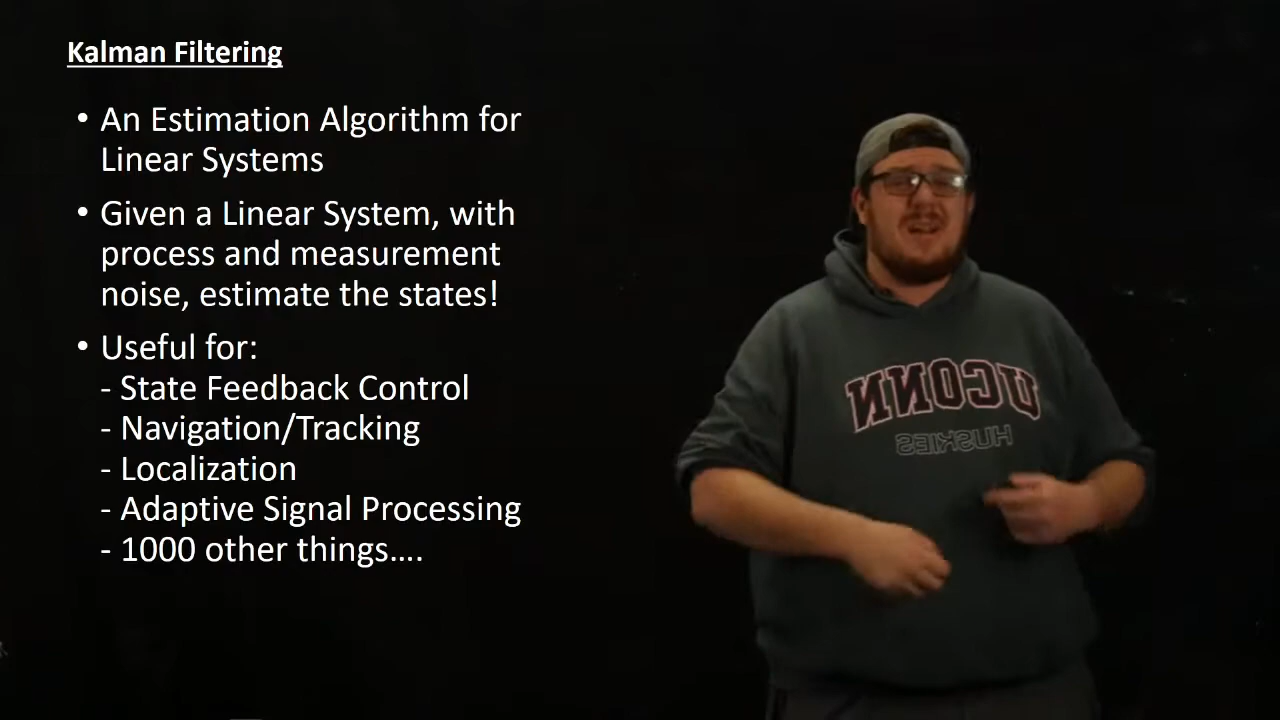 Kalman Filtering
• An Estimation Algorithm for
Linear Systems
• Given a Linear System, with
process and measurement
noise, estimate the states!
• Useful for:
- State Feedback Control
- Navigation/Tracking
- Localization
- Adaptive Signal Processing
- 1000 other things....
UCONN
HUSKIES